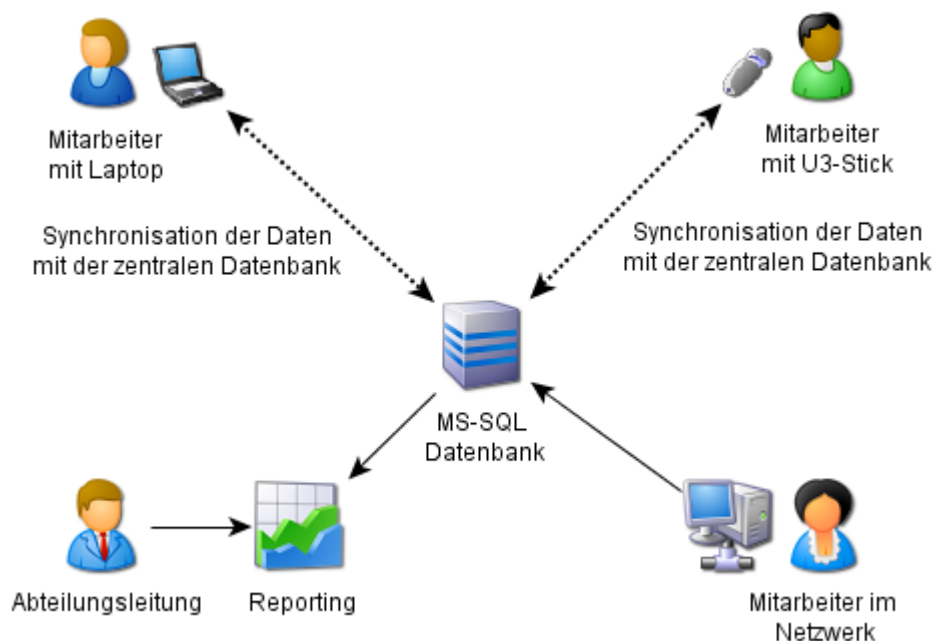 Mitarbeiter
mit Laptop
Mitarbeiter
mit U3-Stick
Synchronisation der Daten
mit der zentralen Datenbank
Synchronisation der Daten
mit der zentralen Datenbank
MS-SQL
Datenbank
Abteilungsleitung
Reporting
Mitarbeiter im
Netzwerk